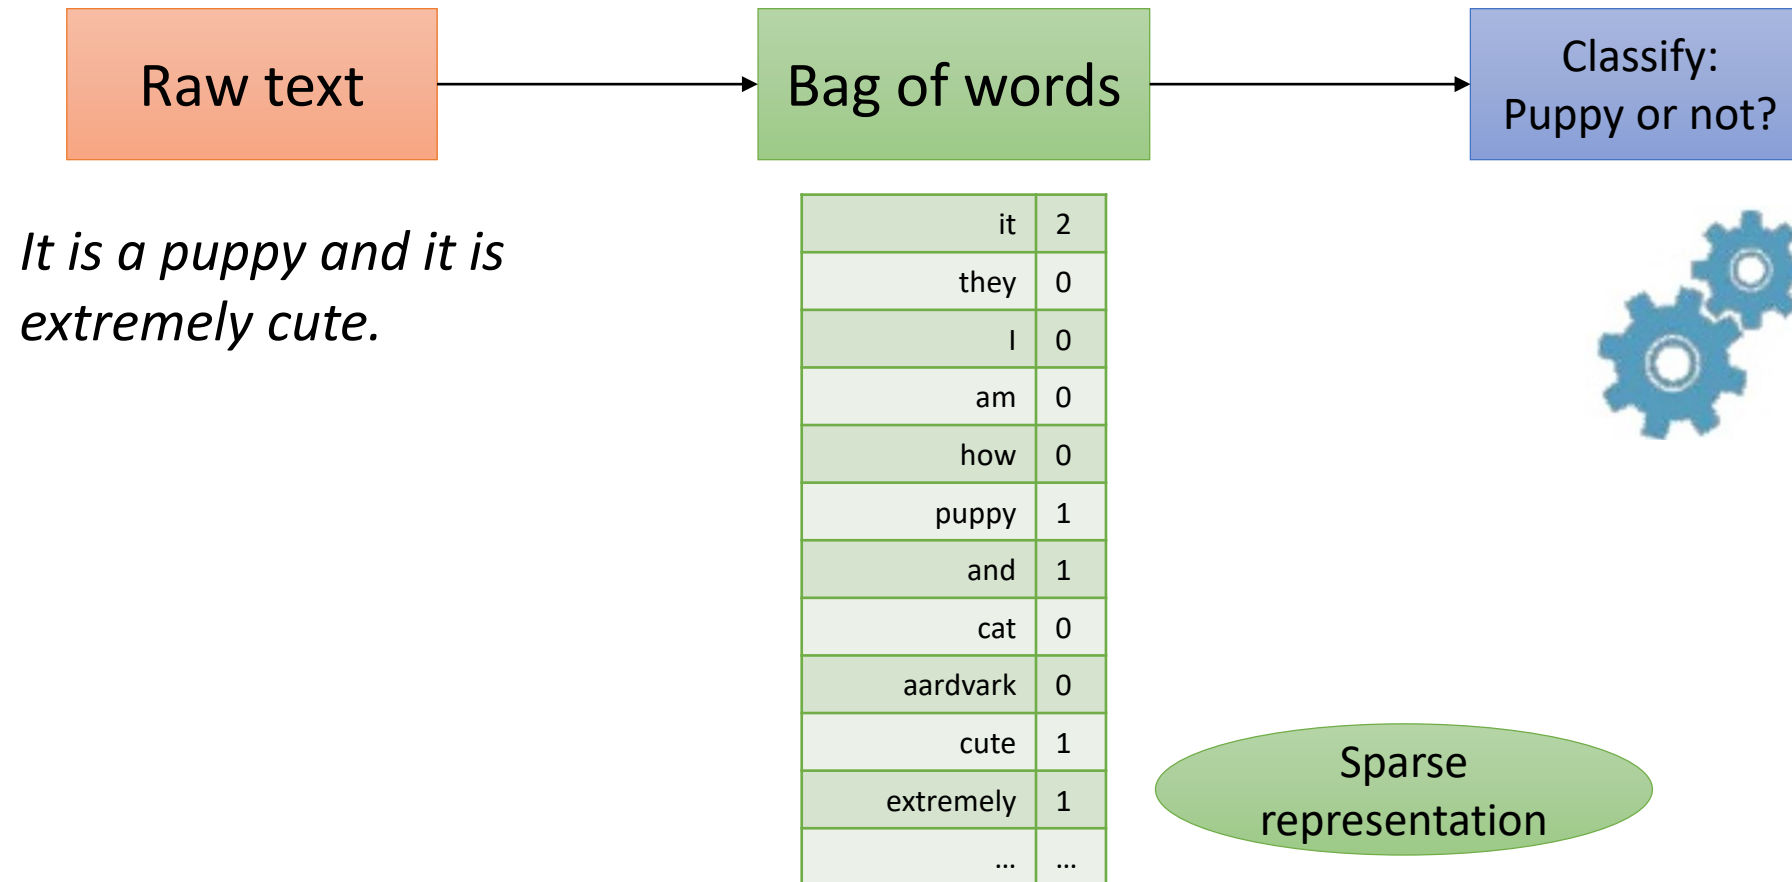 Raw text
Bag of words
Classify:
Puppy or not?
It is a puppy and it is
extremely cute.
it 2
they 0
I 0
am 0
how 0
puppy 1
and 1
cat 0
aardvark 0
cute 1
extremely 1
... ...
Sparse
representation